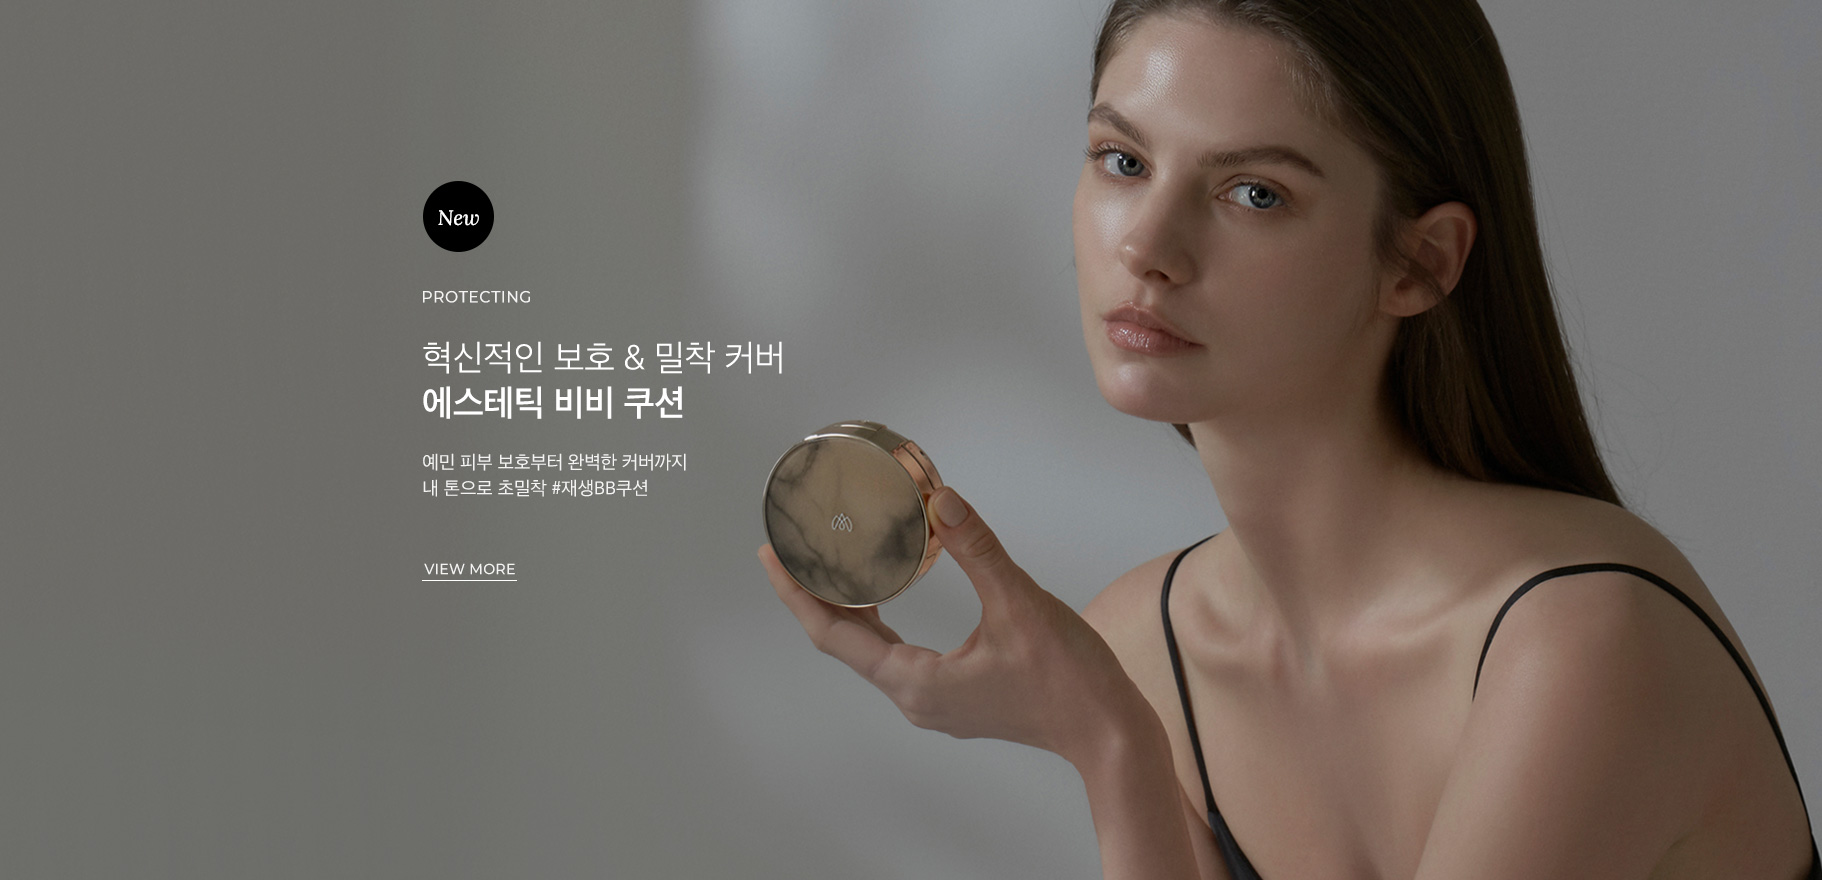 New
PROTECTING
혁신적인 보호 & 밀착 커버
에스테틱 비비 쿠션
예민 피부 보호부터 완벽한 커버까지
내 톤으로 초밀착 #재생BB쿠션
VIEW MORE